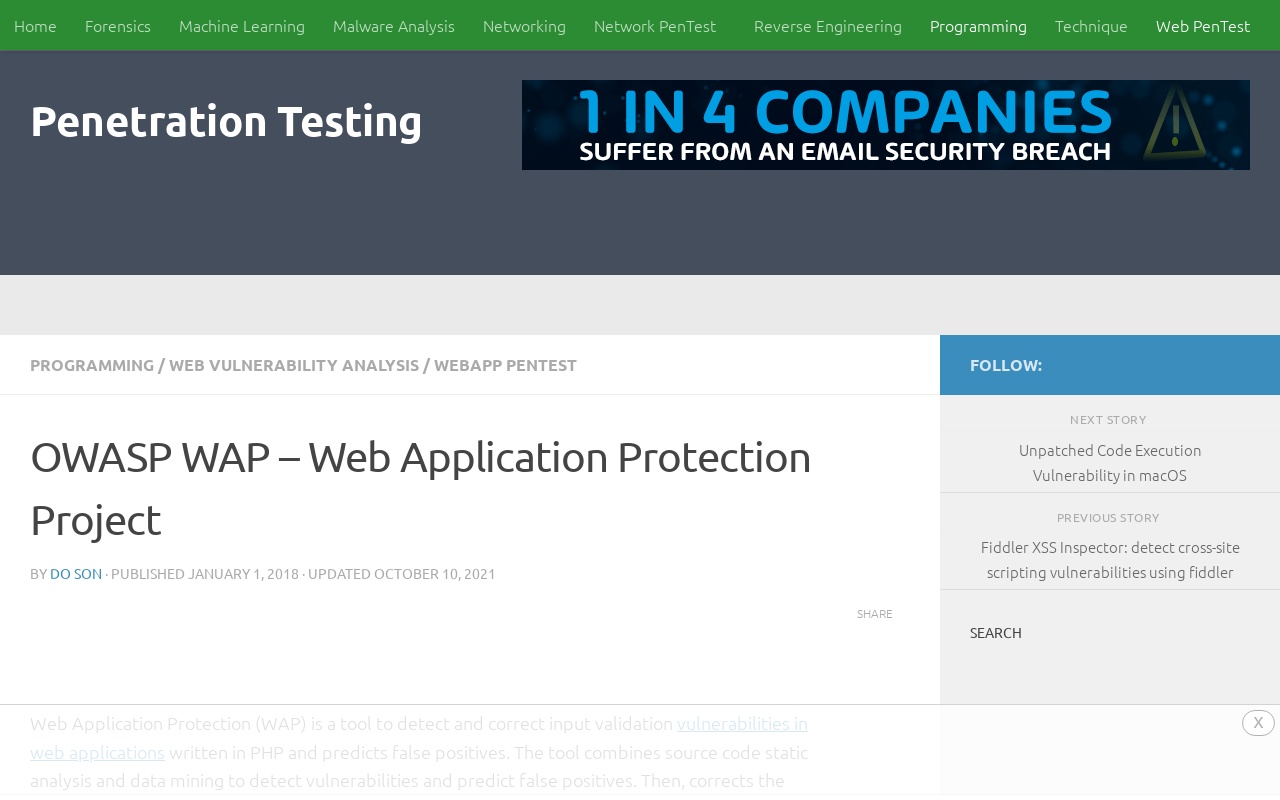 Home Forensics Machine Learning Malware Analysis Networking Network PenTest Reverse Engineering Programming Technique Web PenTest
Penetration Testing
1 IN 4 COMPANIES
SUFFER FROM AN EMAIL SECURITY BREACH
PROGRAMMING / WEB VULNERABILITY ANALYSIS / WEBAPP PENTEST
OWASP WAP – Web Application Protection
Project
BY DO SON · PUBLISHED JANUARY 1, 2018 · UPDATED OCTOBER 10, 2021
SHARE
Web Application Protection (WAP) is a tool to detect and correct input validation vulnerabilities in
web applications written in PHP and predicts false positives. The tool combines source code static
analysis and data mining to detect vulnerabilities and predict false positives. Then, corrects the
FOLLOW:
NEXT STORY
Unpatched Code Execution
Vulnerability in macOS
PREVIOUS STORY
Fiddler XSS Inspector: detect cross-site
scripting vulnerabilities using fiddler
SEARCH
X